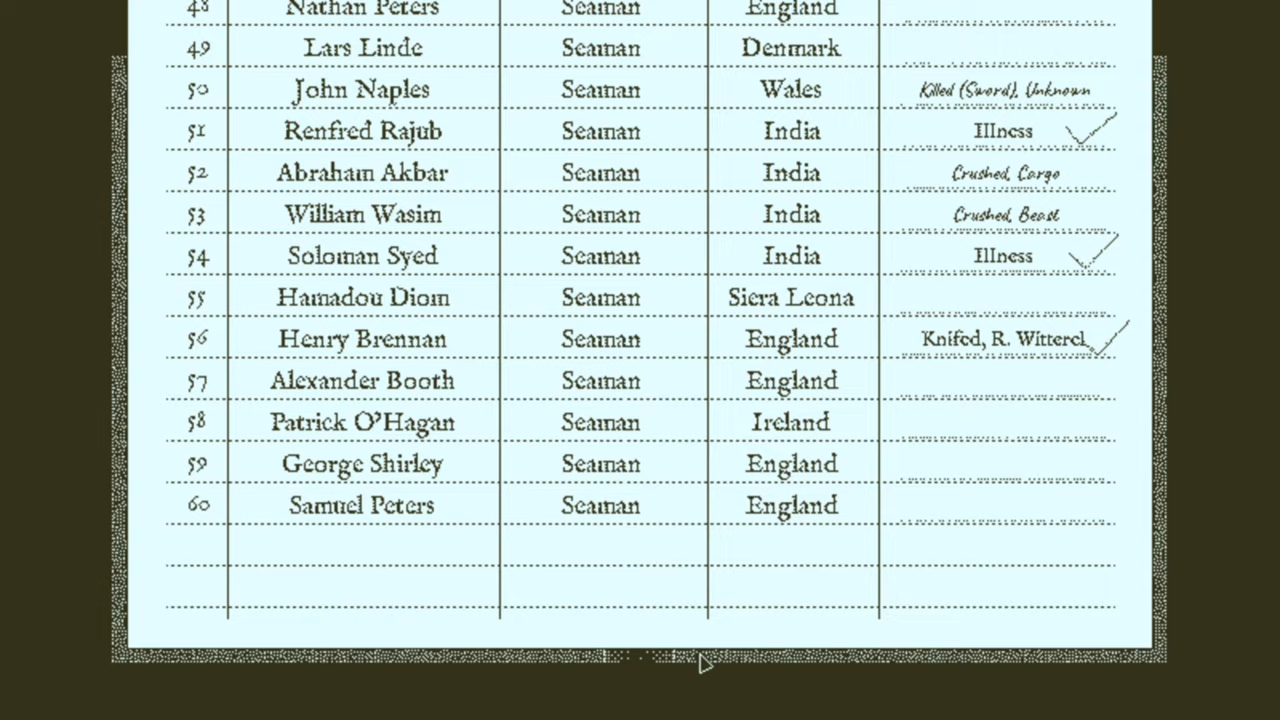 48 Nathan Peters Seaman England
49 Lars Linde Seaman Denmark
50 John Naples Seaman Wales Killed (Sword), Unknown
51 Renfred Rajub Seaman India Illness
52 Abraham Akbar Seaman India Crushed, Cargo
53 William Wasim Seaman India Crushed, Beast
54 Soloman Syed Seaman India Illness
55 Hamadou Diom Seaman Siera Leona
56 Henry Brennan Seaman England Knifed, R. Witterel
57 Alexander Booth Seaman England
58 Patrick O'Hagan Seaman Ireland
59 George Shirley Seaman England
60 Samuel Peters Seaman England